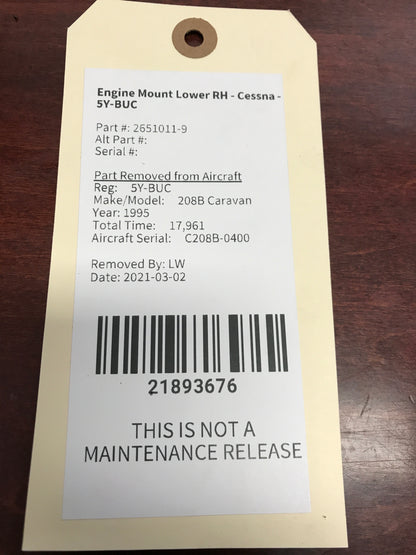 Engine Mount Lower RH - Cessna -
5Y-BUC
Part #: 2651011-9
Alt Part#:
Serial #:
Part Removed from Aircraft
Reg: 5Y-BUC
Make/Model: 208B Caravan
Year: 1995
Total Time: 17,961
Aircraft Serial: C208B-0400
Removed By: LW
Date: 2021-03-02
21893676
THIS IS NOT A
MAINTENANCE RELEASE